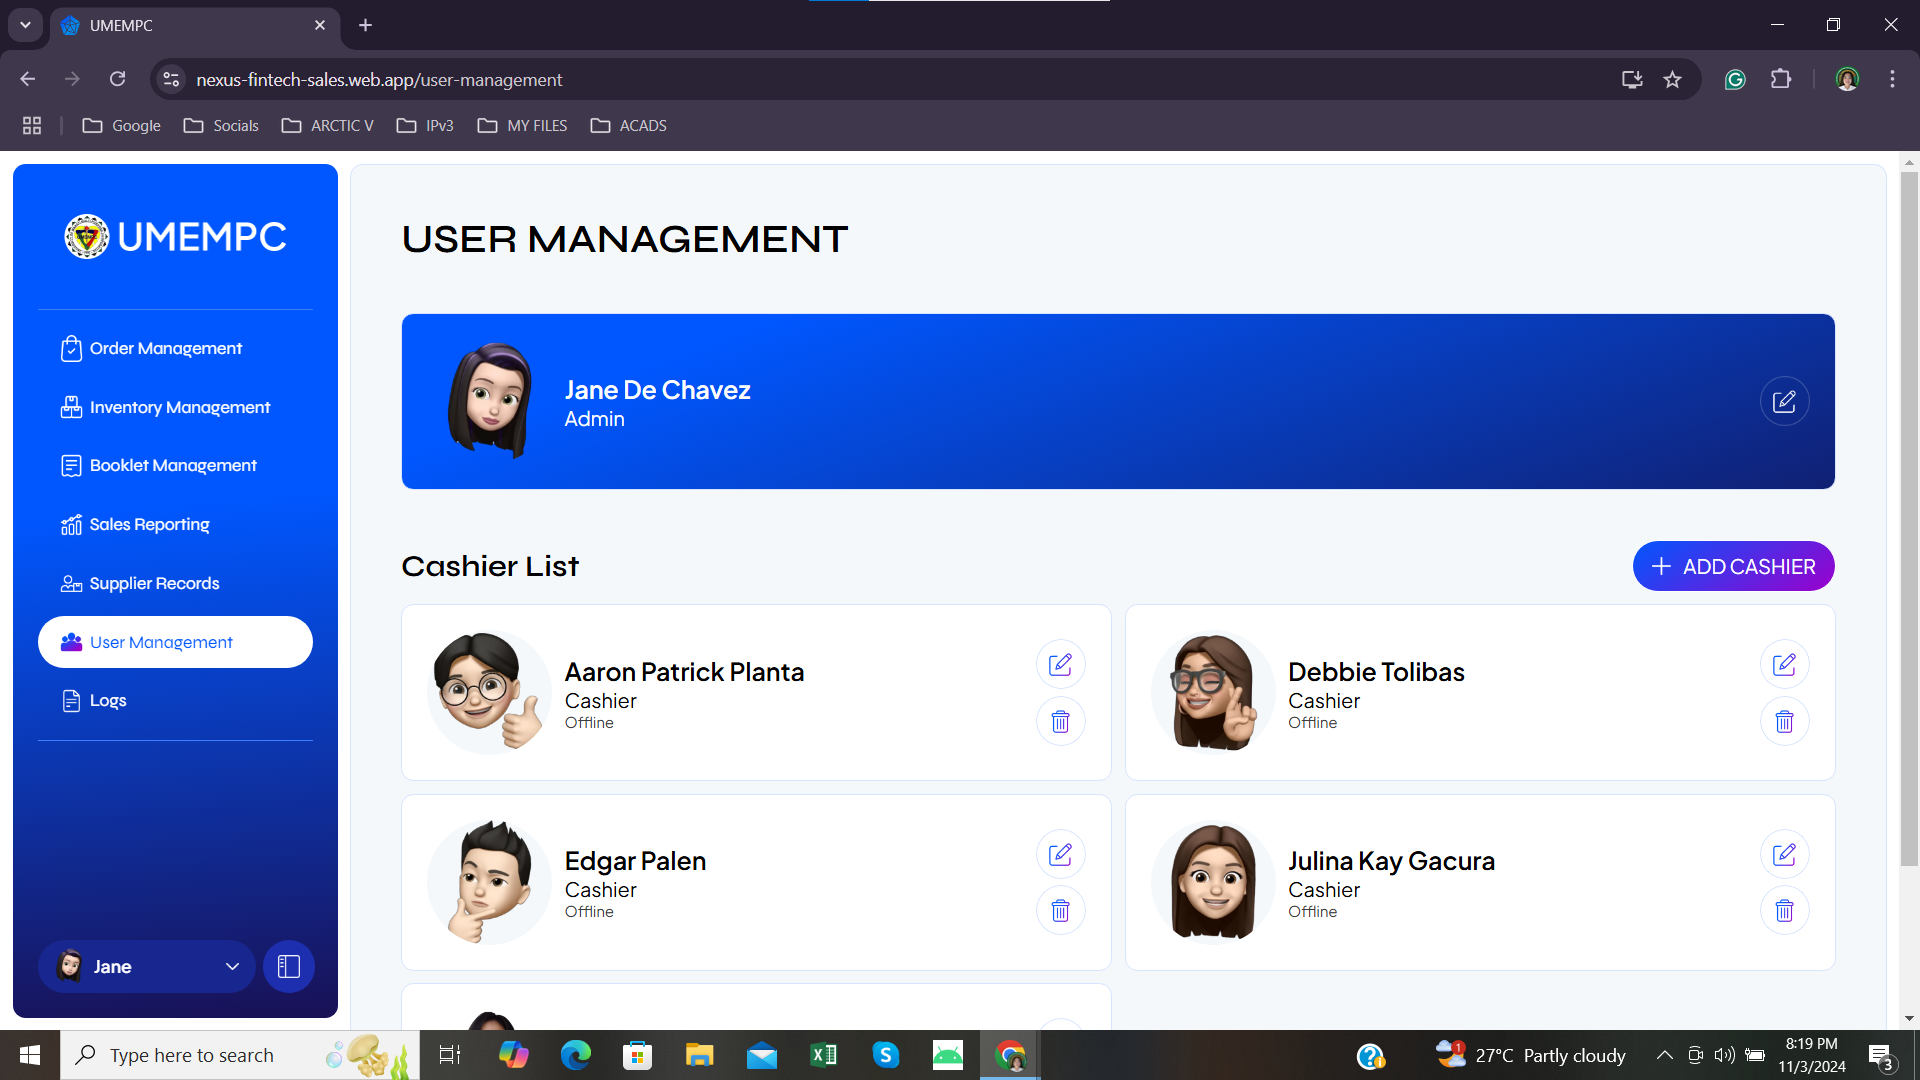 UMEMPC
nexus-fintech-sales.web.app/user-management
Google
Socials
ARCTIC V
IPv3
MY FILES
ACADS
UMEMPC
Order Management
Inventory Management
Booklet Management
Sales Reporting
Supplier Records
User Management
Logs
Jane
USER MANAGEMENT
Jane De Chavez
Admin
Cashier List
ADD CASHIER
Aaron Patrick Planta
Cashier
Offline
Debbie Tolibas
Cashier
Offline
Edgar Palen
Cashier
Offline
Julina Kay Gacura
Cashier
Offline
Type here to search
1
27°C Partly cloudy
8:19 PM
11/3/2024
3